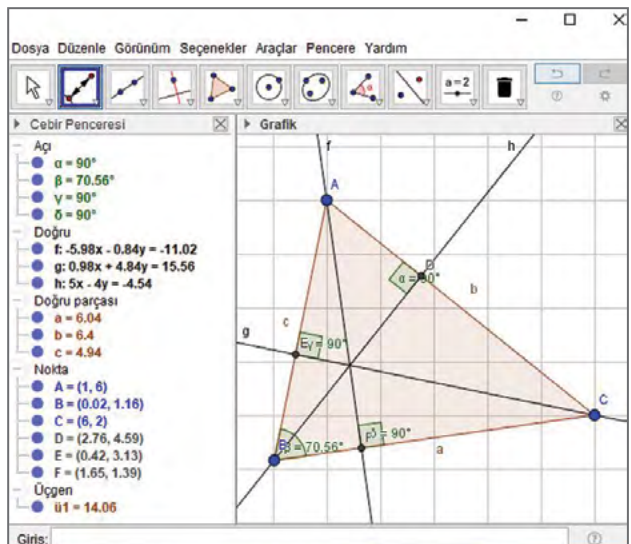 Dosya Düzenle Görünüm Seçenekler Araçlar Pencere Yardım
a=2
Cebir Penceresi
Açı
α = 90°
β = 70.56°
γ = 90°
δ = 90°
Doğru
f: -5.98x - 0.84y = -11.02
g: 0.98x + 4.84y = 15.56
h: 5x - 4y = -4.54
Doğru parçası
a = 6.04
b = 6.4
c = 4.94
Nokta
A = (1, 6)
B = (0.02, 1.16)
C = (6, 2)
D = (2.76, 4.59)
E = (0.42, 3.13)
F = (1.65, 1.39)
Üçgen
ü1 = 14.06
Grafik
f
h
A
D
α = 90°
b
c
g
E
γ = 90°
C
F
δ = 90°
B
β = 70.56°
a
Giriş: